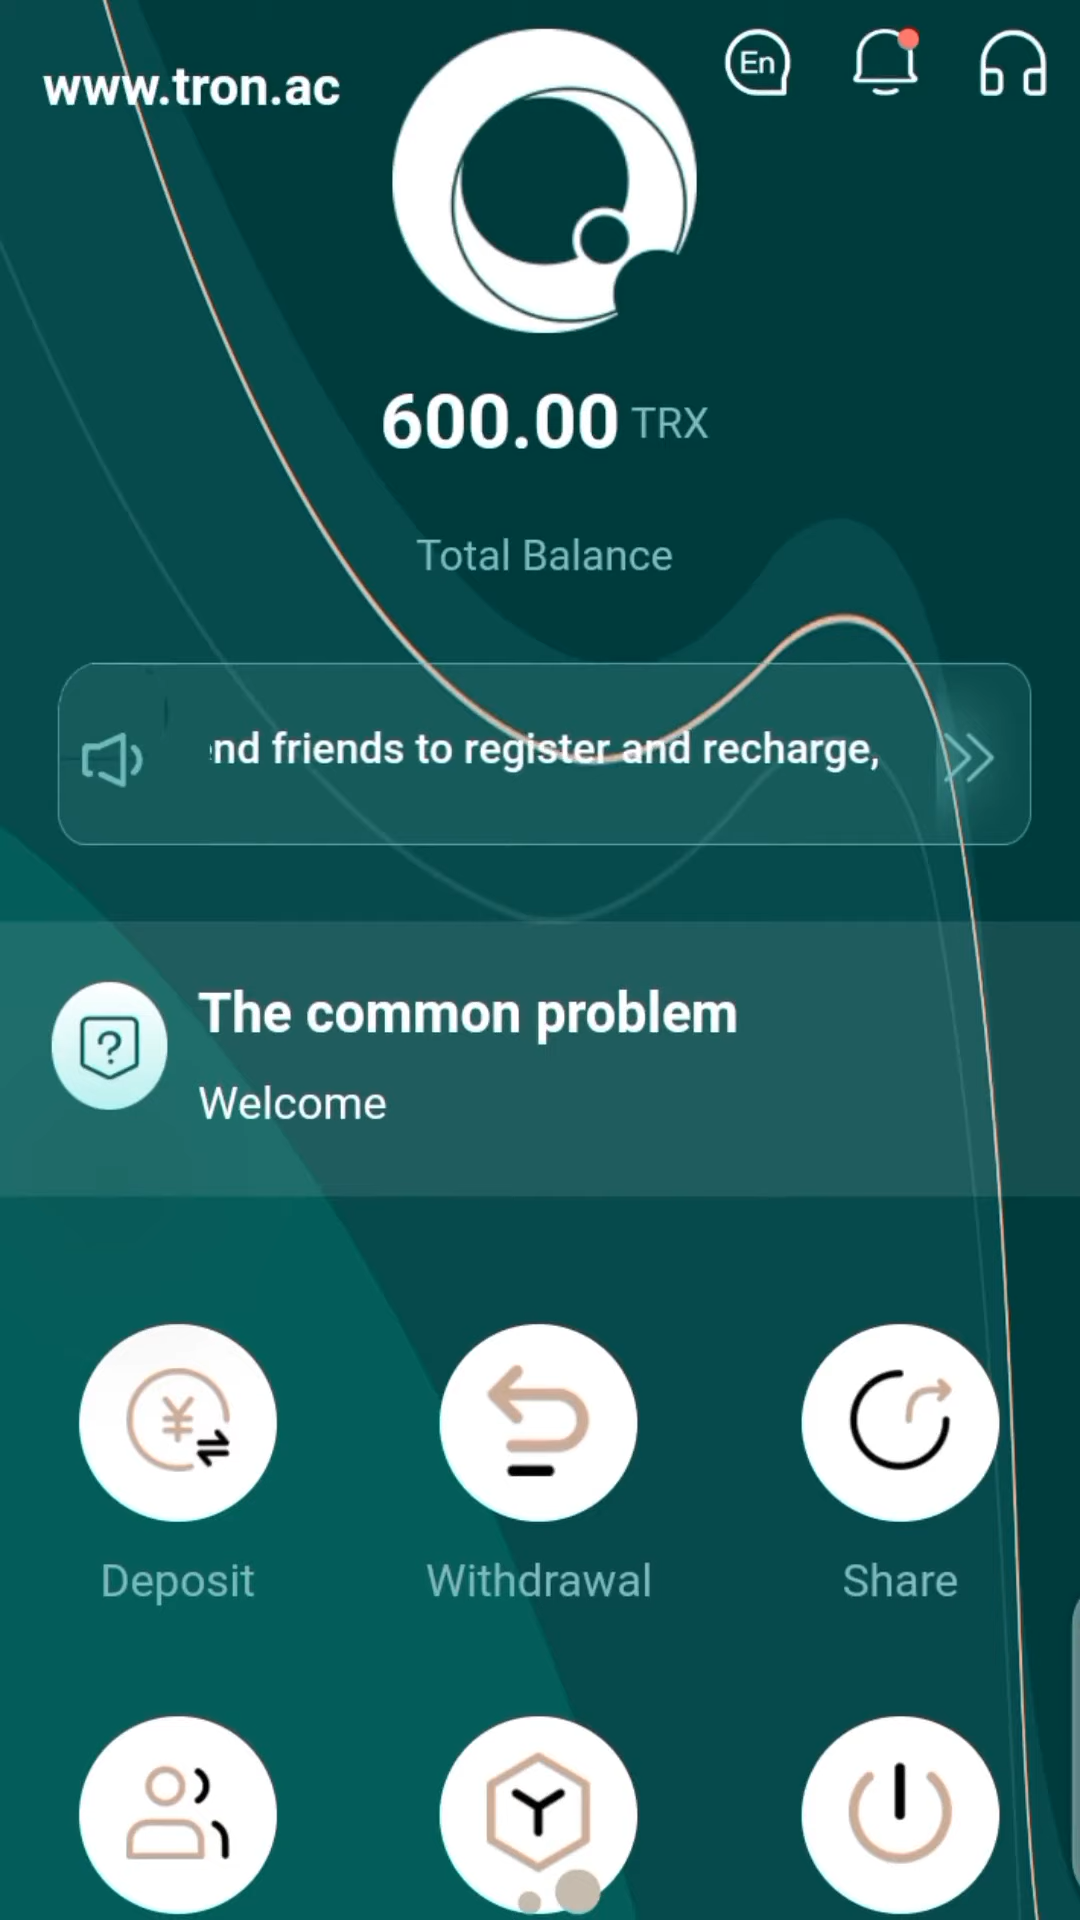 www.tron.ac
En
600.00 TRX
Total Balance
nd friends to register and recharge,
The common problem
Welcome
Deposit
Withdrawal
Share